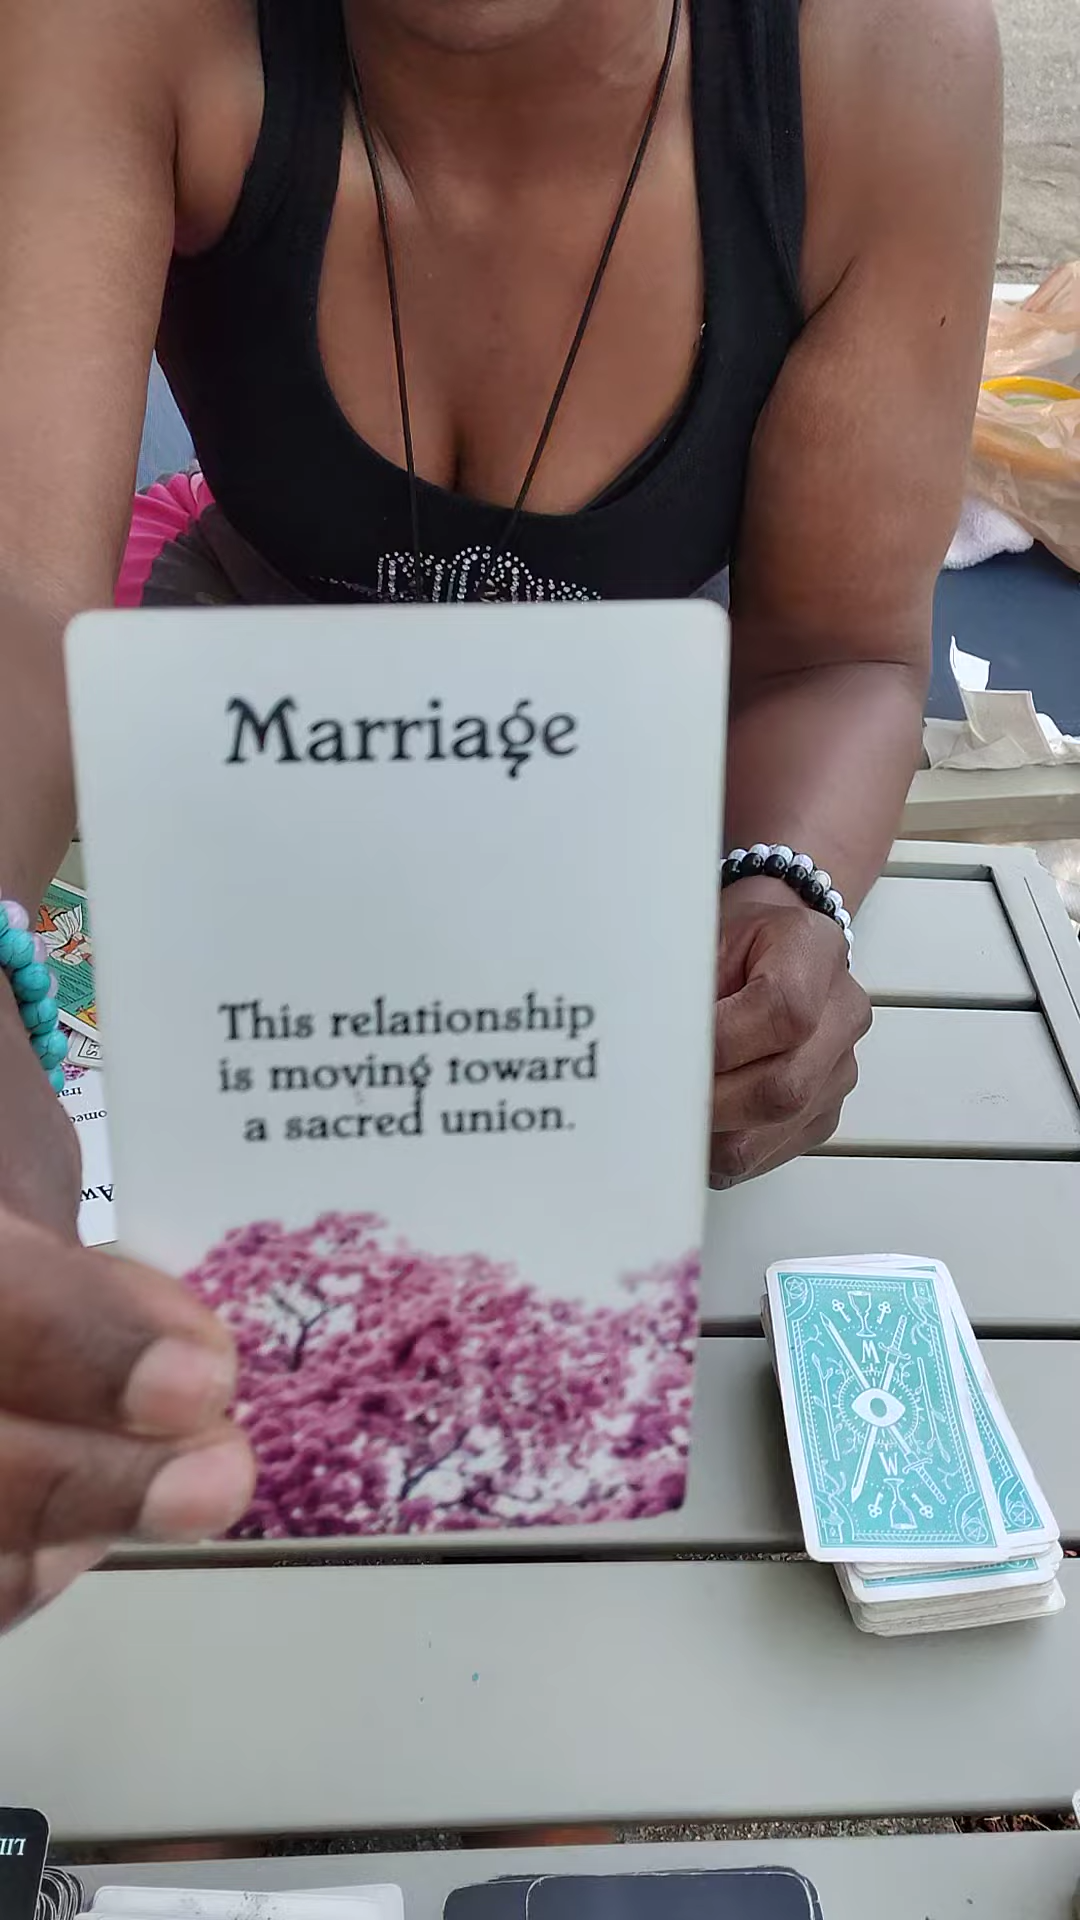 Marriage
This relationship
is moving toward
a sacred union.
M
W